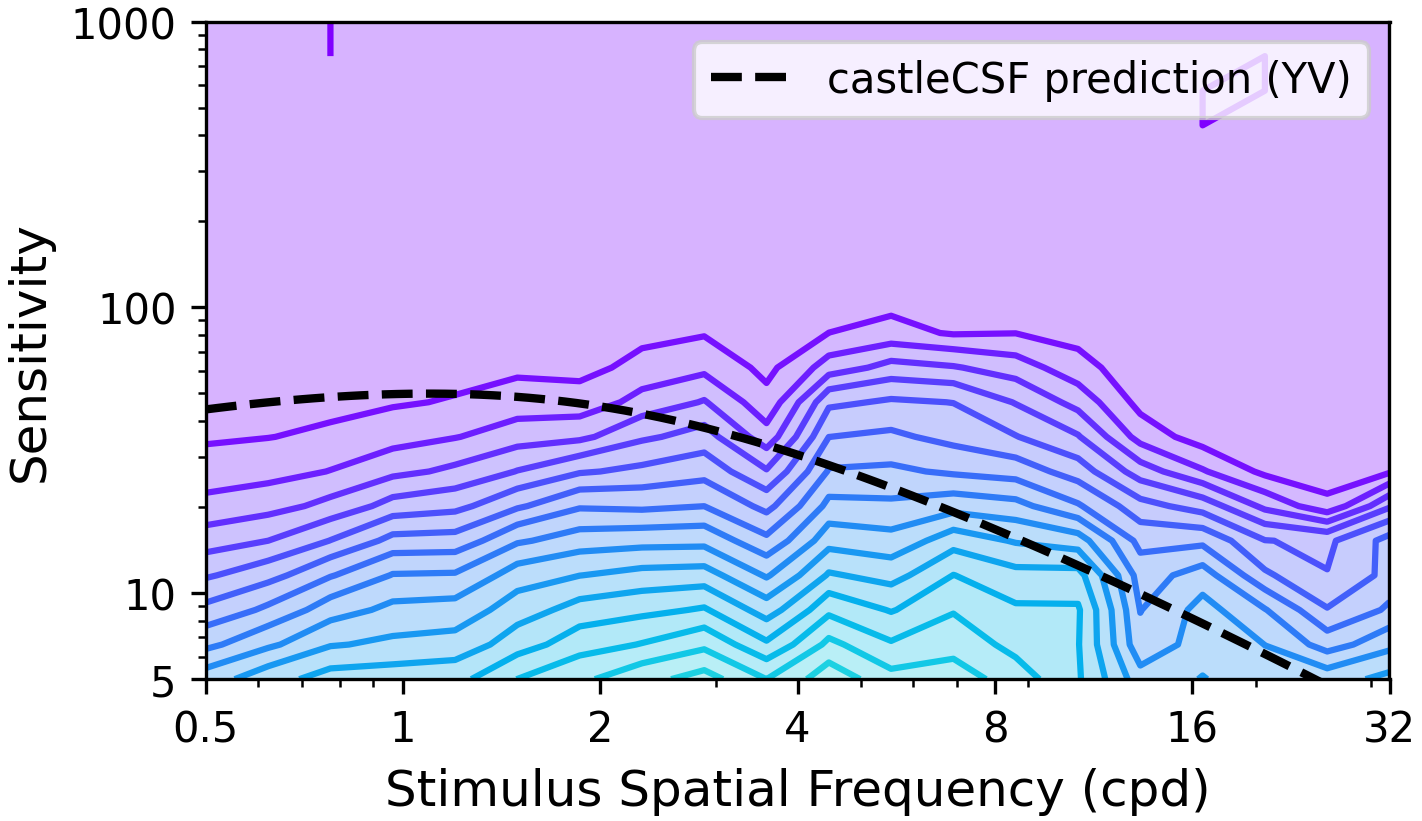 1000
100
10
5
Sensitivity
castleCSF prediction (YV)
0.5 1 2 4 8 16 32
Stimulus Spatial Frequency (cpd)